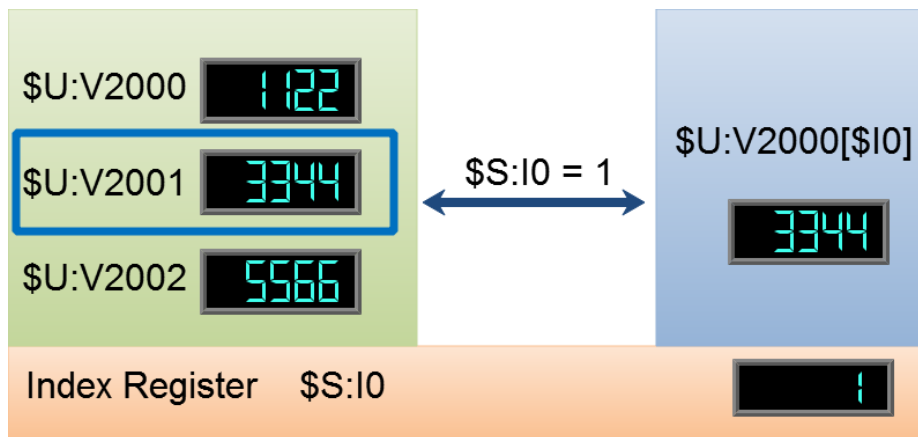 $U:V2000 1122
$U:V2001 3344
$U:V2002 5566
$S:I0 = 1
$U:V2000[$I0]
3344
Index Register $S:I0 1